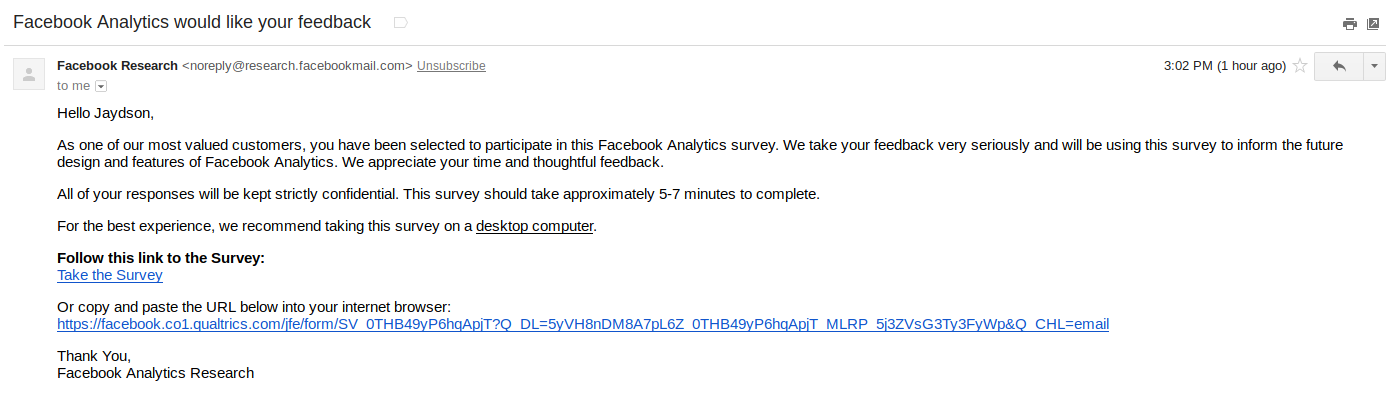 Facebook Analytics would like your feedback
Facebook Research <noreply@research.facebookmail.com> Unsubscribe
3:02 PM (1 hour ago)
to me
Hello Jaydson,
As one of our most valued customers, you have been selected to participate in this Facebook Analytics survey. We take your feedback very seriously and will be using this survey to inform the future
design and features of Facebook Analytics. We appreciate your time and thoughtful feedback.
All of your responses will be kept strictly confidential. This survey should take approximately 5-7 minutes to complete.
For the best experience, we recommend taking this survey on a desktop computer.
Follow this link to the Survey:
Take the Survey
Or copy and paste the URL below into your internet browser:
https://facebook.co1.qualtrics.com/jfe/form/SV_0THB49yP6hqApjT?Q_DL=5yVH8nDM8A7pL6Z_0THB49yP6hqApjT_MLRP_5j3ZVsG3Ty3FyWp&Q_CHL=email
Thank You,
Facebook Analytics Research